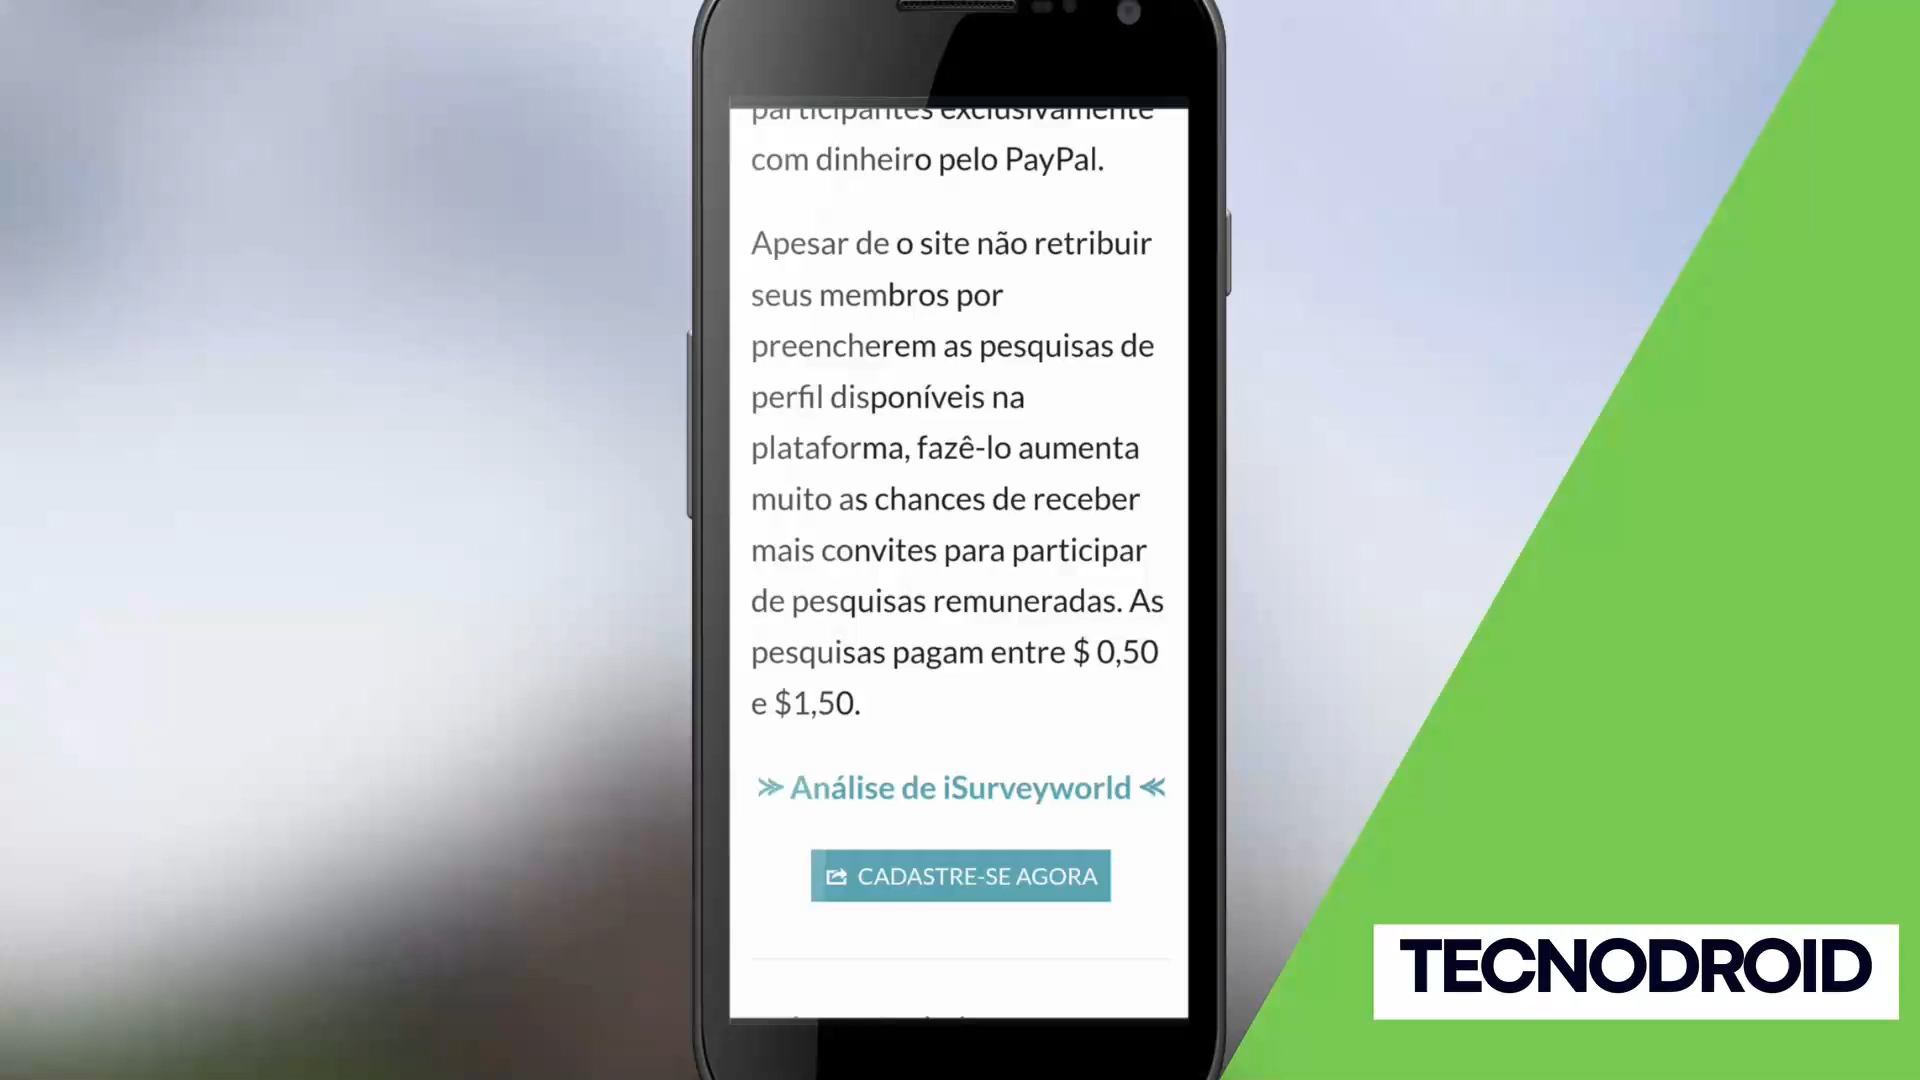 participantes exclusivamente
com dinheiro pelo PayPal.
Apesar de o site não retribuir
seus membros por
preencherem as pesquisas de
perfil disponíveis na
plataforma, fazê-lo aumenta
muito as chances de receber
mais convites para participar
de pesquisas remuneradas. As
pesquisas pagam entre $ 0,50
e $1,50.
≫ Análise de iSurveyworld ≪
CADASTRE-SE AGORA
TECNODROID